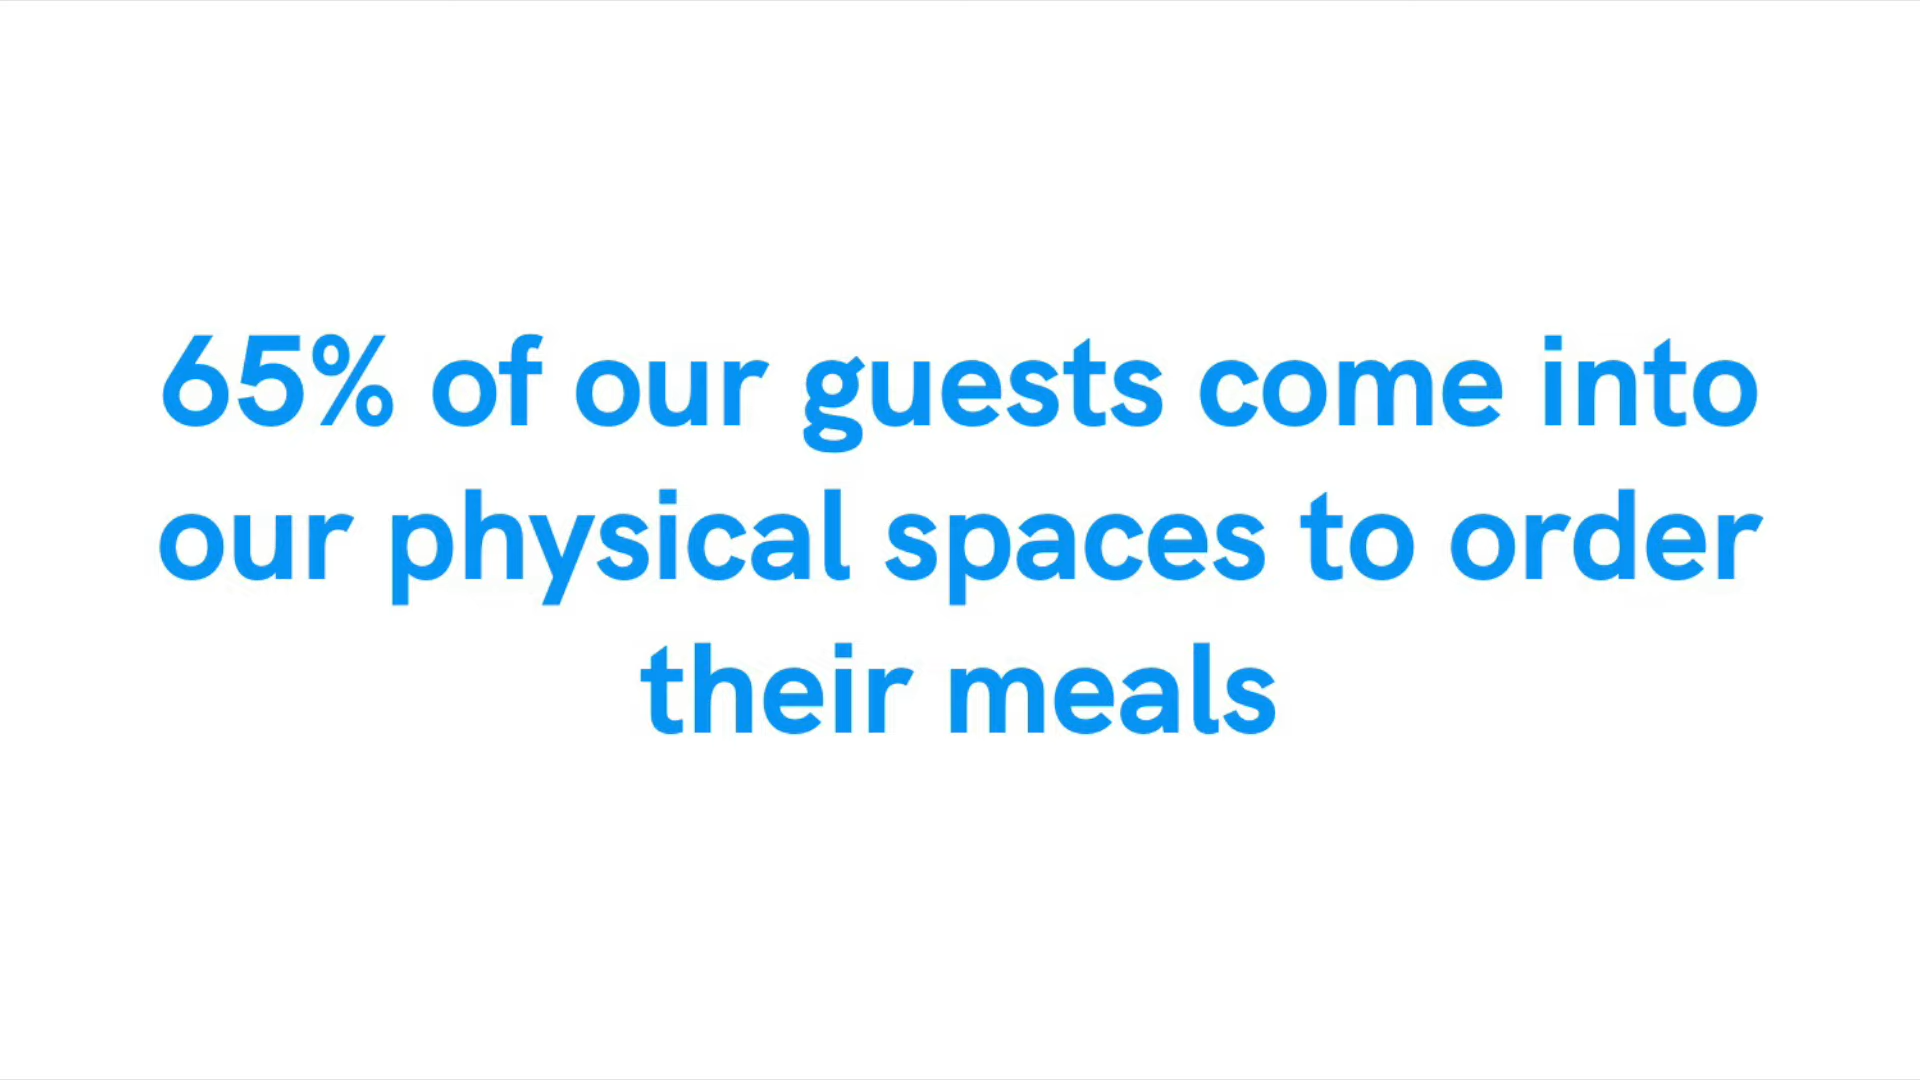 65% of our guests come into
our physical spaces to order
their meals